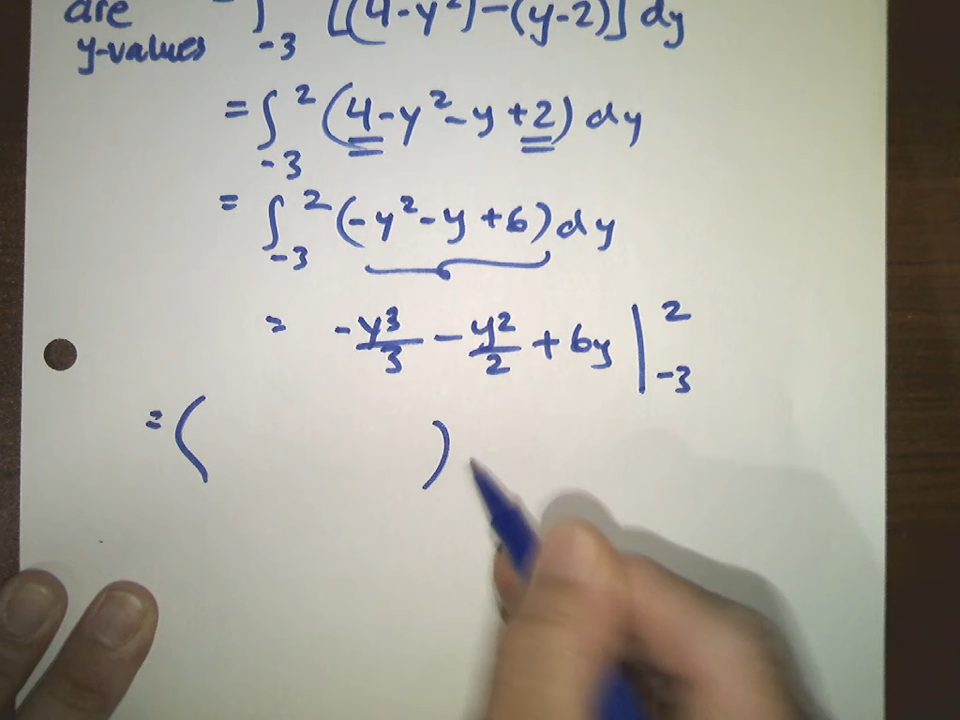 are = ∫_{-3} [(4-y²)-(y-2)] dy
y-values
= ∫_{-3}^{2} (4-y²-y+2) dy
= ∫_{-3}^{2} (-y²-y+6) dy
= -y³/3 - y²/2 + 6y |_{-3}^{2}
= ( )